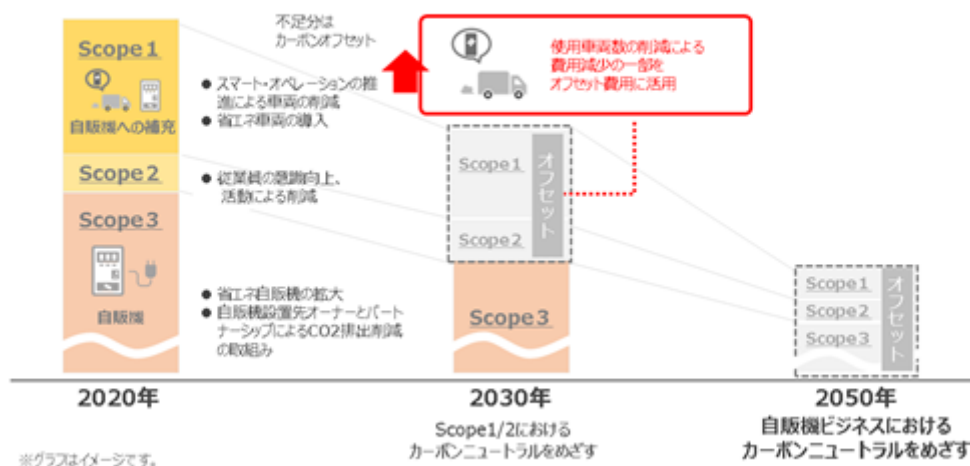 不足分は
カーボンオフセット
使用車両数の削減による
費用減少の一部を
オフセット費用に活用
Scope1
自販機への補充
● スマート・オペレーションの推
進による車両の削減
● 省エネ車両の導入
Scope2
● 従業員の意識向上、
活動による削減
Scope3
自販機
● 省エネ自販機の拡大
● 自販機設置先オーナーとパート
ナーシップによるCO2排出削減
の取組み
Scope1
Scope2
オフセット
Scope3
Scope1
Scope2
Scope3
オフセット
2020年
2030年
Scope1/2における
カーボンニュートラルをめざす
2050年
自販機ビジネスにおける
カーボンニュートラルをめざす
※グラフはイメージです。